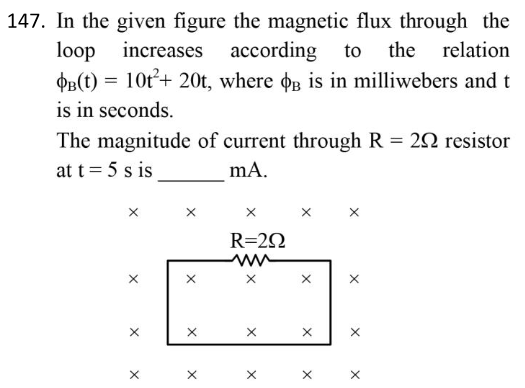 147. In the given figure the magnetic flux through the
loop increases according to the relation
ϕB(t) = 10t²+ 20t, where ϕB is in milliwebers and t
is in seconds.
The magnitude of current through R = 2Ω resistor
at t = 5 s is ______ mA.
× × × × ×
R=2Ω
× × × × ×
× × × × ×
× × × × ×